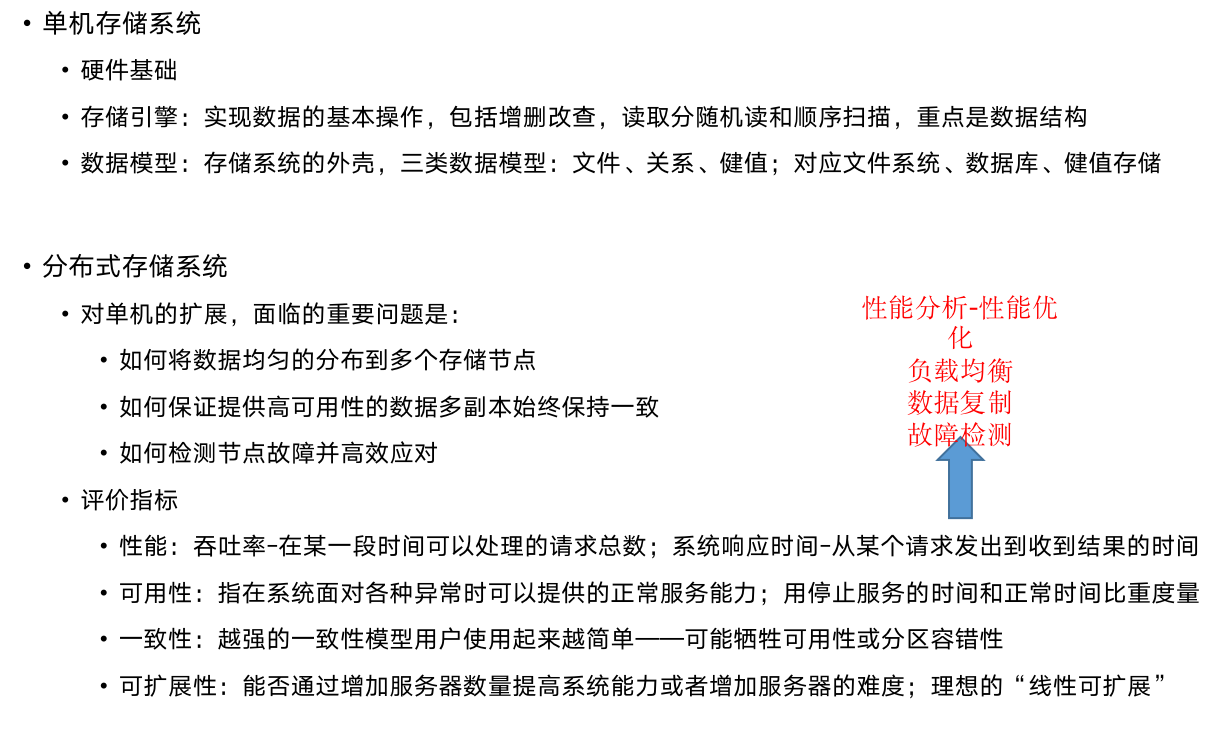 • 单机存储系统
• 硬件基础
• 存储引擎：实现数据的基本操作，包括增删改查，读取分随机读和顺序扫描，重点是数据结构
• 数据模型：存储系统的外壳，三类数据模型：文件、关系、健值；对应文件系统、数据库、健值存储
• 分布式存储系统
• 对单机的扩展，面临的重要问题是：
• 如何将数据均匀的分布到多个存储节点
• 如何保证提供高可用性的数据多副本始终保持一致
• 如何检测节点故障并高效应对
性能分析-性能优
化
负载均衡
数据复制
故障检测
• 评价指标
• 性能：吞吐率-在某一段时间可以处理的请求总数；系统响应时间-从某个请求发出到收到结果的时间
• 可用性：指在系统面对各种异常时可以提供的正常服务能力；用停止服务的时间和正常时间比重度量
• 一致性：越强的一致性模型用户使用起来越简单——可能牺牲可用性或分区容错性
• 可扩展性：能否通过增加服务器数量提高系统能力或者增加服务器的难度；理想的“线性可扩展”